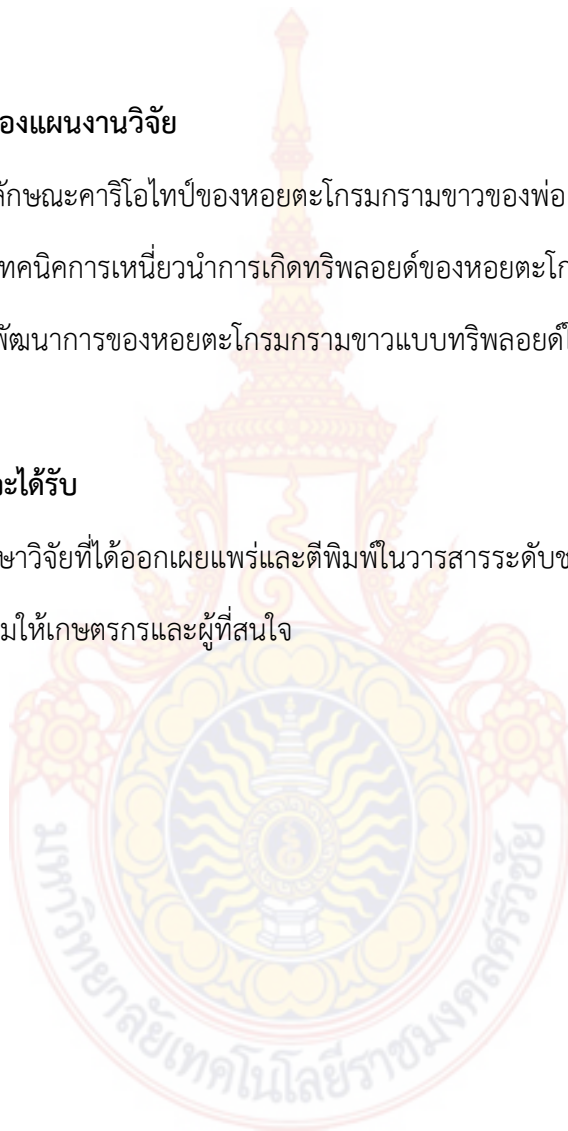 องแผนงานวิจัย
ลักษณะคาริโอไทป์ของหอยตะโกรมกรามขาวของพ่อ
เทคนิคการเหนี่ยวนำการเกิดทริพลอยด์ของหอยตะโก
พัฒนาการของหอยตะโกรมกรามขาวแบบทริพลอยด์
จะได้รับ
ษาวิจัยที่ได้ออกเผยแพร่และตีพิมพ์ในวารสารระดับช
มให้เกษตรกรและผู้ที่สนใจ
มหาวิทยาลัยเทคโนโลยีราชมงคลศรีวิชัย